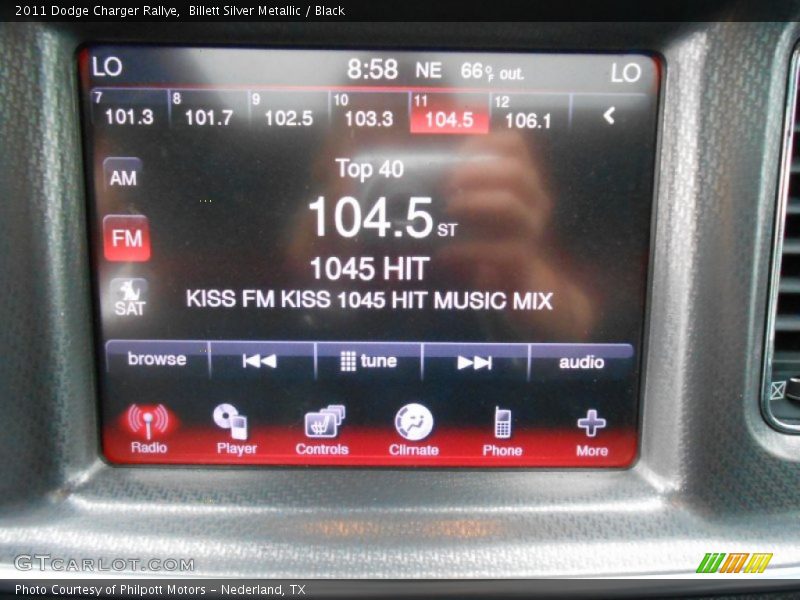 2011 Dodge Charger Rallye,  Billett Silver Metallic / Black
LO 8:58 NE 66°F out. LO
7 101.3 8 101.7 9 102.5 10 103.3 11 104.5 12 106.1 <
AM
Top 40
104.5 ST
FM
1045 HIT
SAT
KISS FM KISS 1045 HIT MUSIC MIX
browse tune audio
Radio Player Controls Climate Phone More
GTCARLOT.COM
Photo Courtesy of Philpott Motors - Nederland, TX